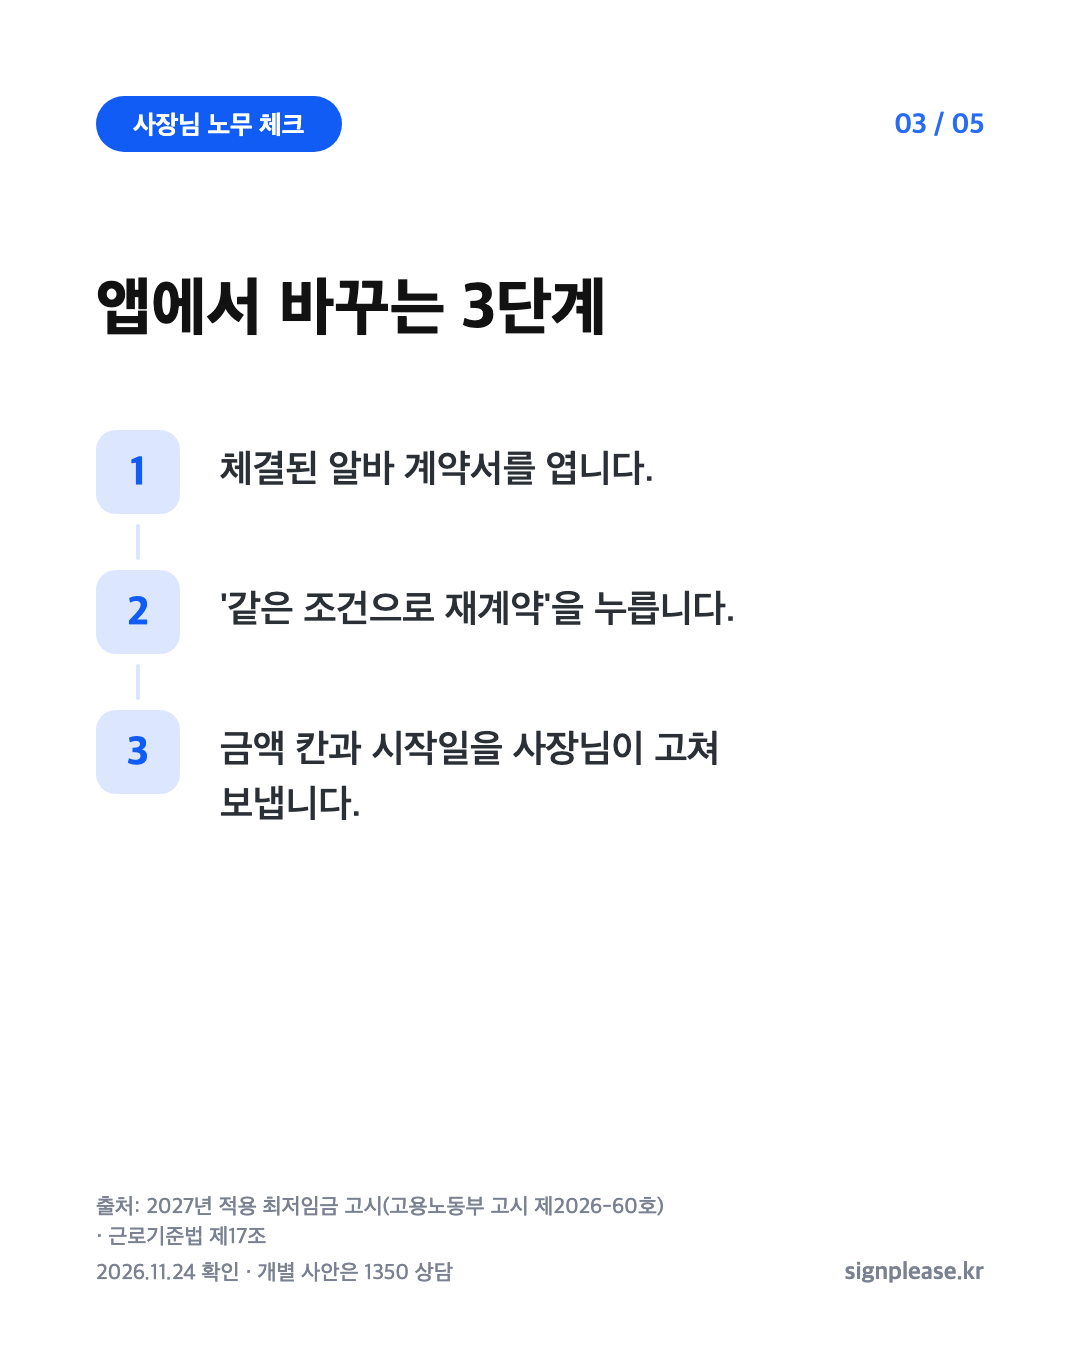 사장님 노무 체크
03 / 05
앱에서 바꾸는 3단계
1
체결된 알바 계약서를 엽니다.
2
'같은 조건으로 재계약'을 누릅니다.
3
금액 칸과 시작일을 사장님이 고쳐
보냅니다.
출처: 2027년 적용 최저임금 고시(고용노동부 고시 제2026-60호)
· 근로기준법 제17조
2026.11.24 확인 · 개별 사안은 1350 상담
signplease.kr